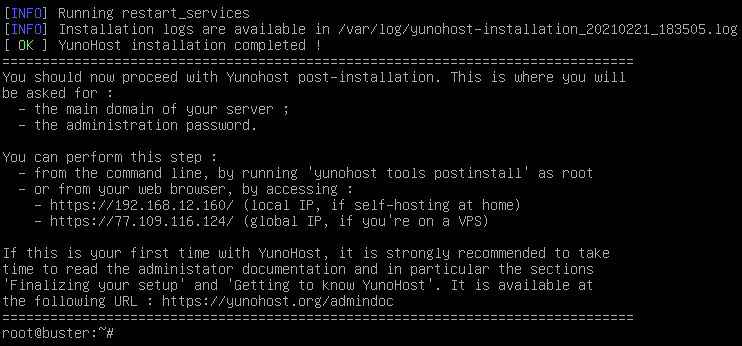 [INFO] Running restart_services
[INFO] Installation logs are available in /var/log/yunohost-installation_20210221_183505.log
[ OK ] YunoHost installation completed !
===============================================================================
You should now proceed with Yunohost post-installation. This is where you will
be asked for :
  - the main domain of your server ;
  - the administration password.

You can perform this step :
  - from the command line, by running 'yunohost tools postinstall' as root
  - or from your web browser, by accessing :
    - https://192.168.12.160/ (local IP, if self-hosting at home)
    - https://77.109.116.124/ (global IP, if you're on a VPS)

If this is your first time with YunoHost, it is strongly recommended to take
time to read the administator documentation and in particular the sections
'Finalizing your setup' and 'Getting to know YunoHost'. It is available at
the following URL : https://yunohost.org/admindoc
===============================================================================
root@buster:~#